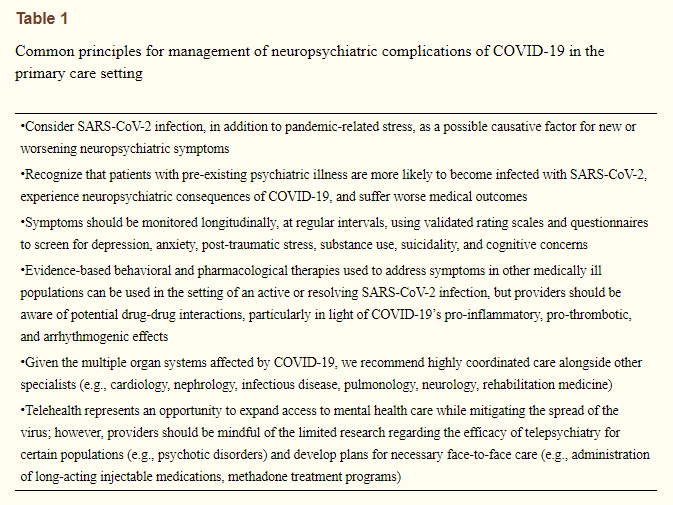 Table 1
Common principles for management of neuropsychiatric complications of COVID-19 in the
primary care setting
•Consider SARS-CoV-2 infection, in addition to pandemic-related stress, as a possible causative factor for new or
worsening neuropsychiatric symptoms
•Recognize that patients with pre-existing psychiatric illness are more likely to become infected with SARS-CoV-2,
experience neuropsychiatric consequences of COVID-19, and suffer worse medical outcomes
•Symptoms should be monitored longitudinally, at regular intervals, using validated rating scales and questionnaires
to screen for depression, anxiety, post-traumatic stress, substance use, suicidality, and cognitive concerns
•Evidence-based behavioral and pharmacological therapies used to address symptoms in other medically ill
populations can be used in the setting of an active or resolving SARS-CoV-2 infection, but providers should be
aware of potential drug-drug interactions, particularly in light of COVID-19’s pro-inflammatory, pro-thrombotic,
and arrhythmogenic effects
•Given the multiple organ systems affected by COVID-19, we recommend highly coordinated care alongside other
specialists (e.g., cardiology, nephrology, infectious disease, pulmonology, neurology, rehabilitation medicine)
•Telehealth represents an opportunity to expand access to mental health care while mitigating the spread of the
virus; however, providers should be mindful of the limited research regarding the efficacy of telepsychiatry for
certain populations (e.g., psychotic disorders) and develop plans for necessary face-to-face care (e.g., administration
of long-acting injectable medications, methadone treatment programs)